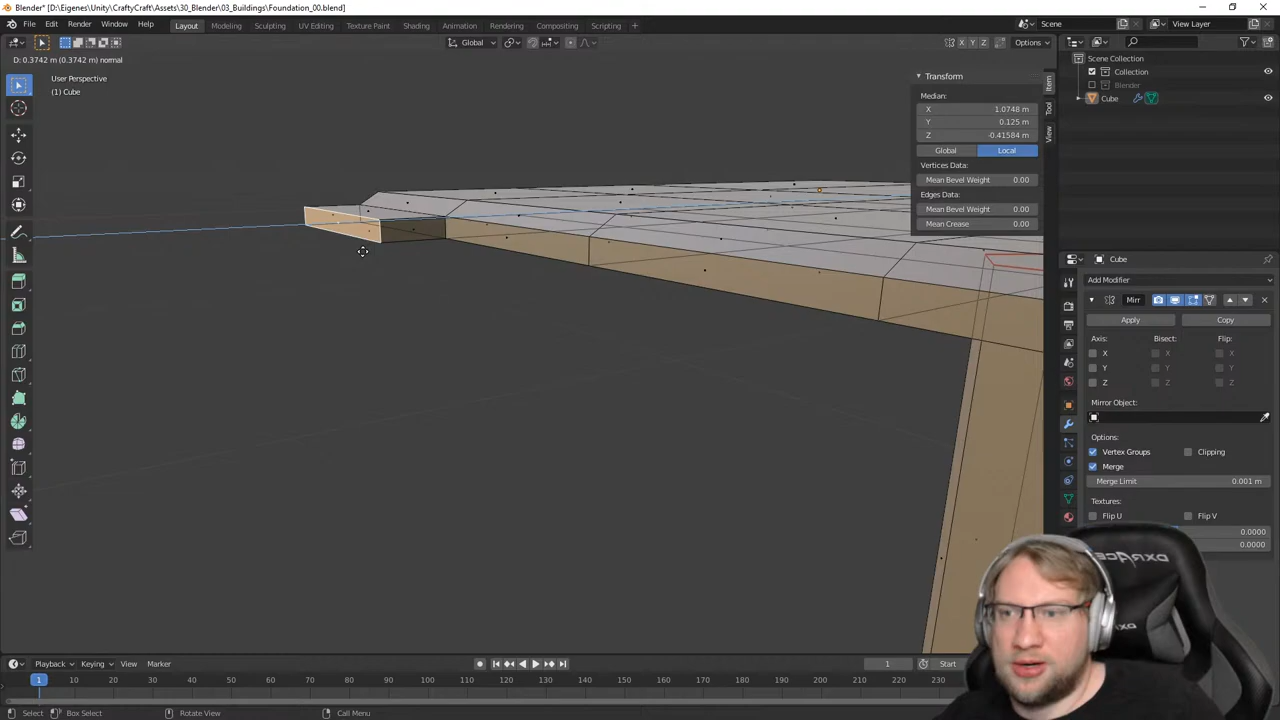 Blender* [D:\Eigenes\Unity\CraftyCraft\Assets\30_Blender\03_Buildings\Foundation_00.blend]
File Edit Render Window Help Layout Modeling Sculpting UV Editing Texture Paint Shading Animation Rendering Compositing Scripting + Scene View Layer
Global X Y Z Options
D: 0.3742 m (0.3742 m) normal
User Perspective
(1) Cube
Transform
Median:
X 1.0748 m
Y 0.125 m
Z -0.41584 m
Global Local
Vertices Data:
Mean Bevel Weight 0.00
Edges Data:
Mean Bevel Weight 0.00
Mean Crease 0.00
Item
Tool
View
Scene Collection
Collection
Blender
Cube
Cube
Add Modifier
Mirr
Apply Copy
Axis: Bisect: Flip:
X X X
Y Y Y
Z Z Z
Mirror Object:
Options:
Vertex Groups Clipping
Merge
Merge Limit 0.001 m
Textures:
Flip U Flip V
0.0000
0.0000
DXRACER
Playback Keying View Marker 1 Start
1 10 20 30 40 50 60 70 80 90 100 110 120 130 140 150 160 170 180 190 200 210 220 230
Select Box Select Rotate View Call Menu